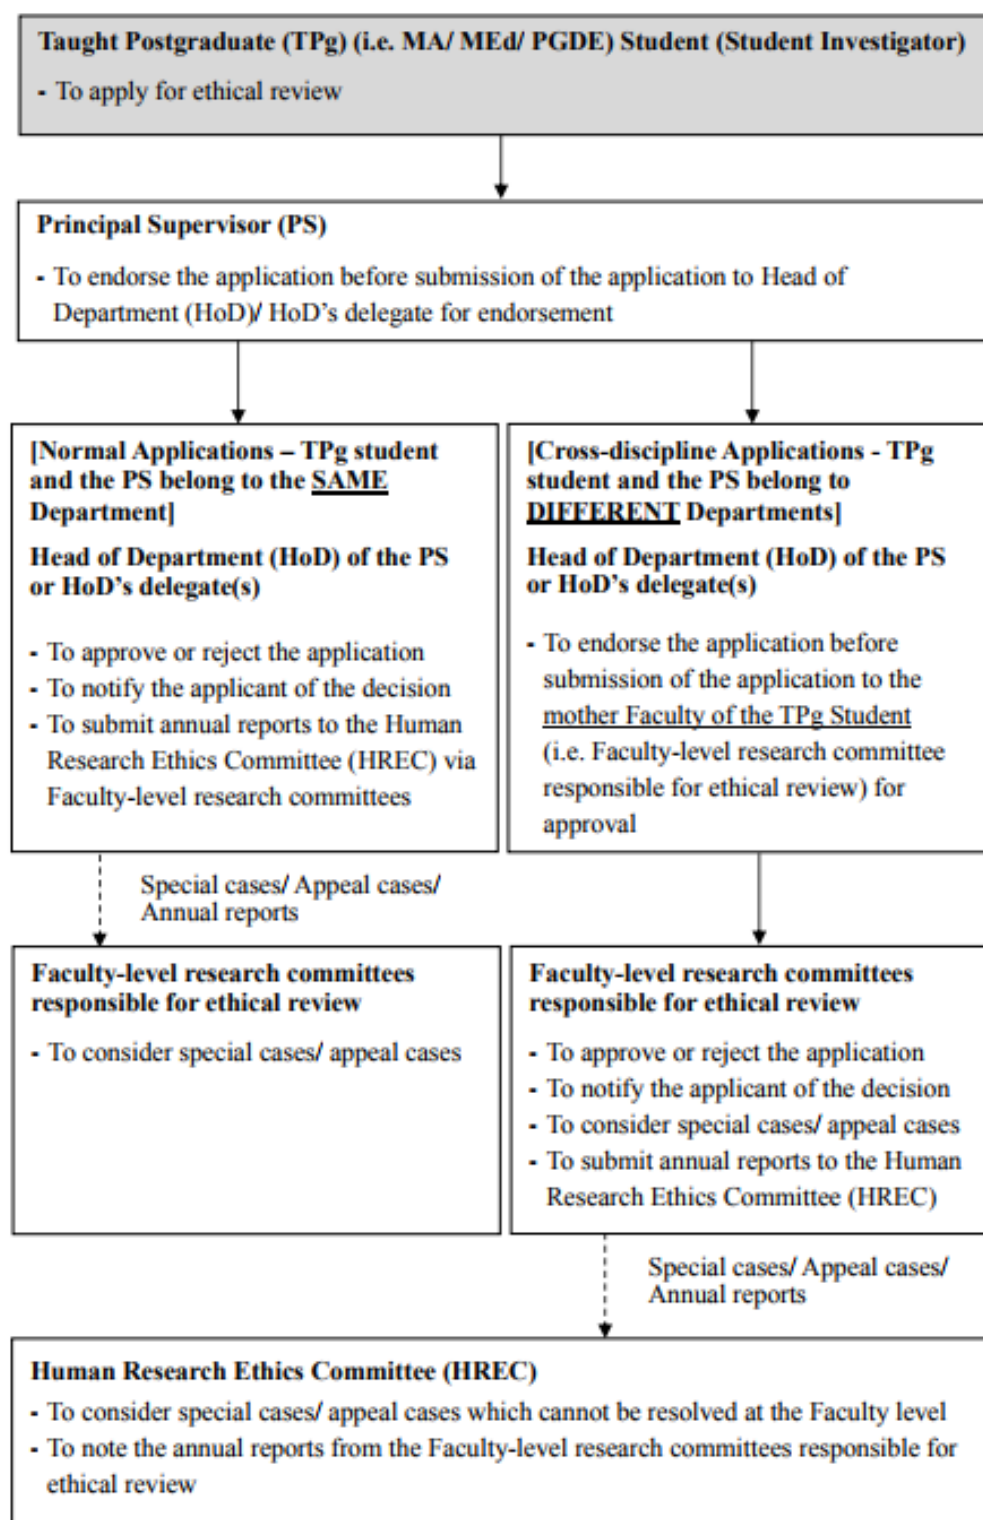 Taught Postgraduate (TPg) (i.e. MA/ MEd/ PGDE) Student (Student Investigator)
- To apply for ethical review
Principal Supervisor (PS)
- To endorse the application before submission of the application to Head of
Department (HoD)/ HoD's delegate for endorsement
[Normal Applications – TPg student
and the PS belong to the SAME
Department]
Head of Department (HoD) of the PS
or HoD's delegate(s)
- To approve or reject the application
- To notify the applicant of the decision
- To submit annual reports to the Human
Research Ethics Committee (HREC) via
Faculty-level research committees
[Cross-discipline Applications - TPg
student and the PS belong to
DIFFERENT Departments]
Head of Department (HoD) of the PS
or HoD's delegate(s)
- To endorse the application before
submission of the application to the
mother Faculty of the TPg Student
(i.e. Faculty-level research committee
responsible for ethical review) for
approval
Special cases/ Appeal cases/
Annual reports
Faculty-level research committees
responsible for ethical review
- To consider special cases/ appeal cases
Faculty-level research committees
responsible for ethical review
- To approve or reject the application
- To notify the applicant of the decision
- To consider special cases/ appeal cases
- To submit annual reports to the Human
Research Ethics Committee (HREC)
Special cases/ Appeal cases/
Annual reports
Human Research Ethics Committee (HREC)
- To consider special cases/ appeal cases which cannot be resolved at the Faculty level
- To note the annual reports from the Faculty-level research committees responsible for
ethical review